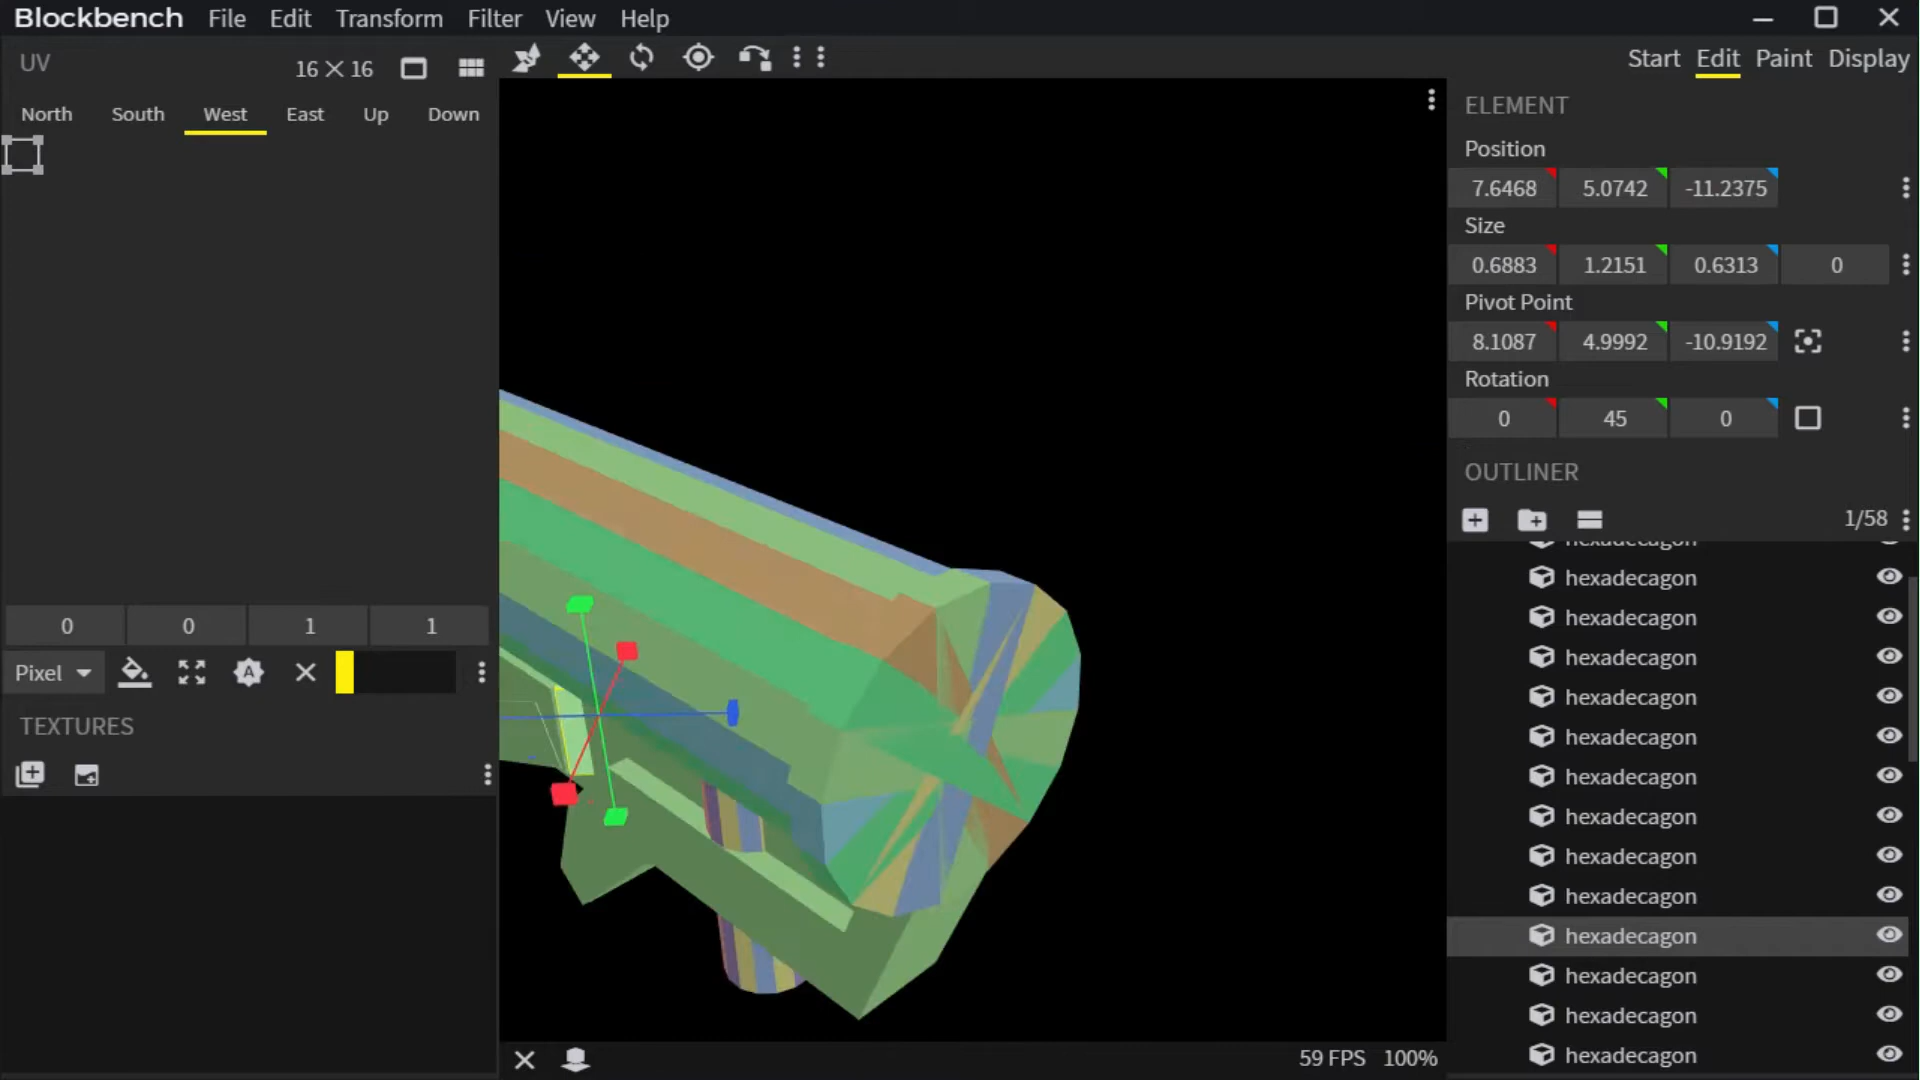 Blockbench File Edit Transform Filter View Help
UV 16 × 16
North South West East Up Down
0 0 1 1
Pixel
TEXTURES
59 FPS 100%
Start Edit Paint Display
ELEMENT
Position
7.6468 5.0742 -11.2375
Size
0.6883 1.2151 0.6313 0
Pivot Point
8.1087 4.9992 -10.9192
Rotation
0 45 0
OUTLINER
1/58
hexadecagon
hexadecagon
hexadecagon
hexadecagon
hexadecagon
hexadecagon
hexadecagon
hexadecagon
hexadecagon
hexadecagon
hexadecagon
hexadecagon
hexadecagon
hexadecagon